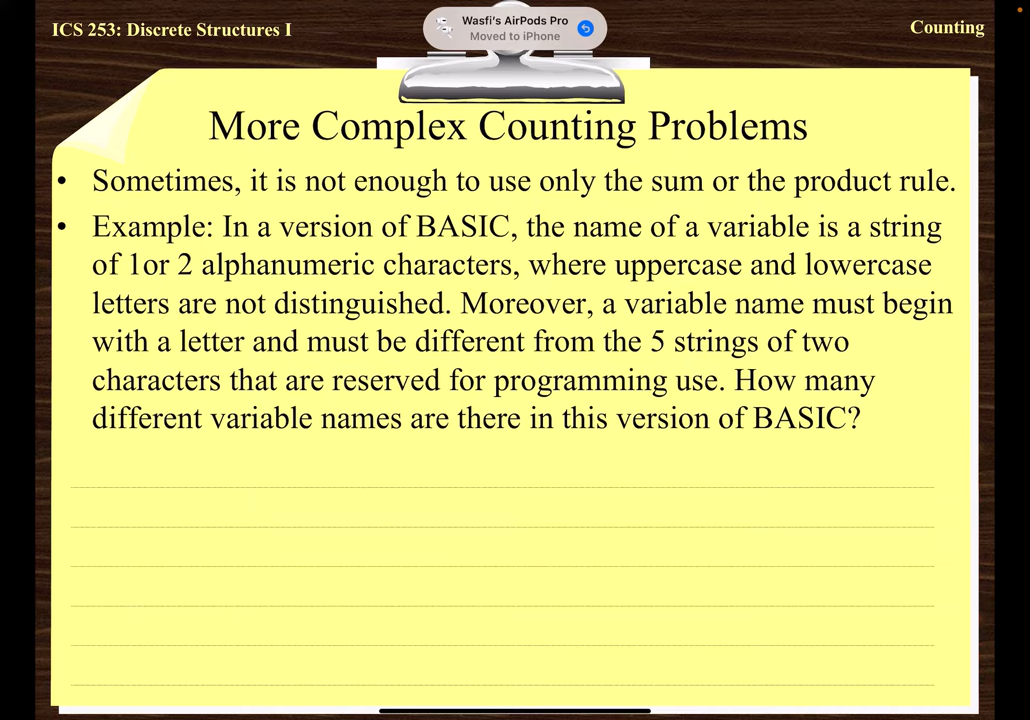 ICS 253: Discrete Structures I
Wasfi's AirPods Pro
Moved to iPhone
Counting
More Complex Counting Problems
• Sometimes, it is not enough to use only the sum or the product rule.
• Example: In a version of BASIC, the name of a variable is a string
of 1or 2 alphanumeric characters, where uppercase and lowercase
letters are not distinguished. Moreover, a variable name must begin
with a letter and must be different from the 5 strings of two
characters that are reserved for programming use. How many
different variable names are there in this version of BASIC?